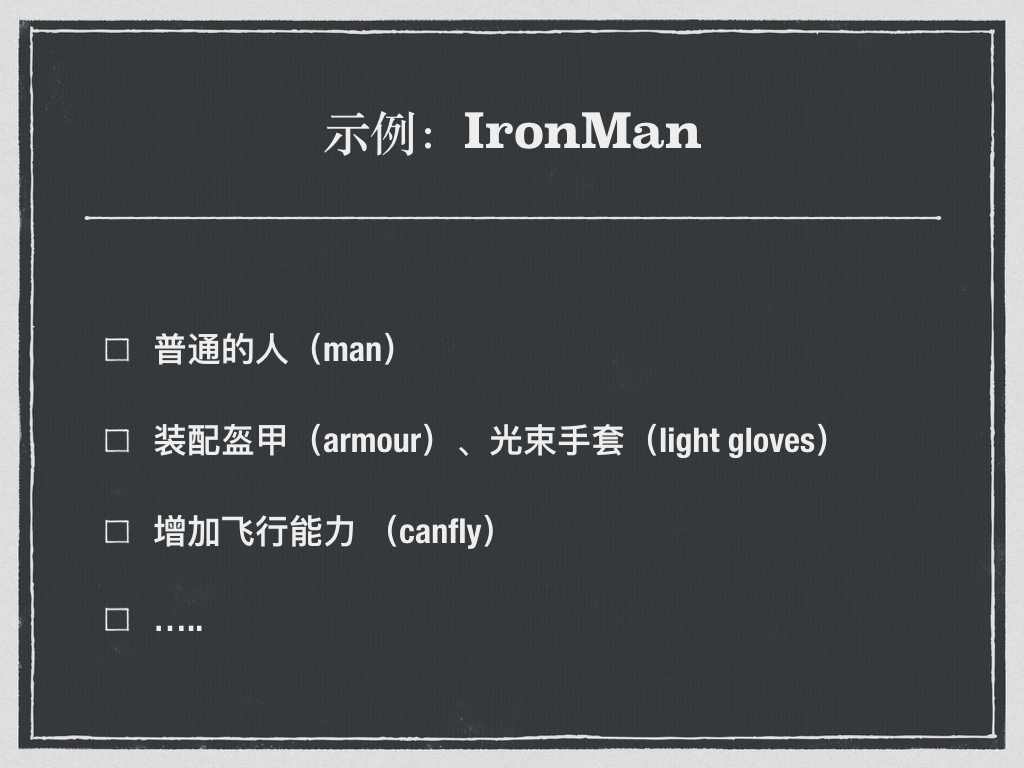 示例：IronMan
普通的人（man）
装配盔甲（armour）、光束手套（light gloves）
增加飞行能力 （canfly）
…..